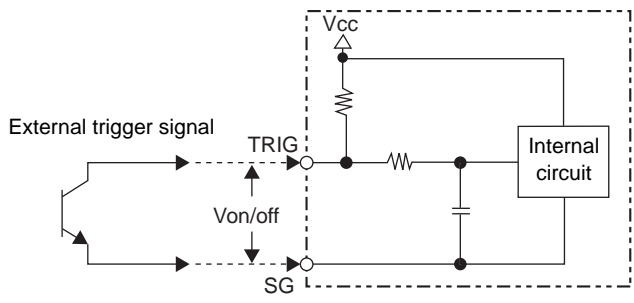 Vcc
External trigger signal
TRIG
Internal
circuit
Von/off
SG